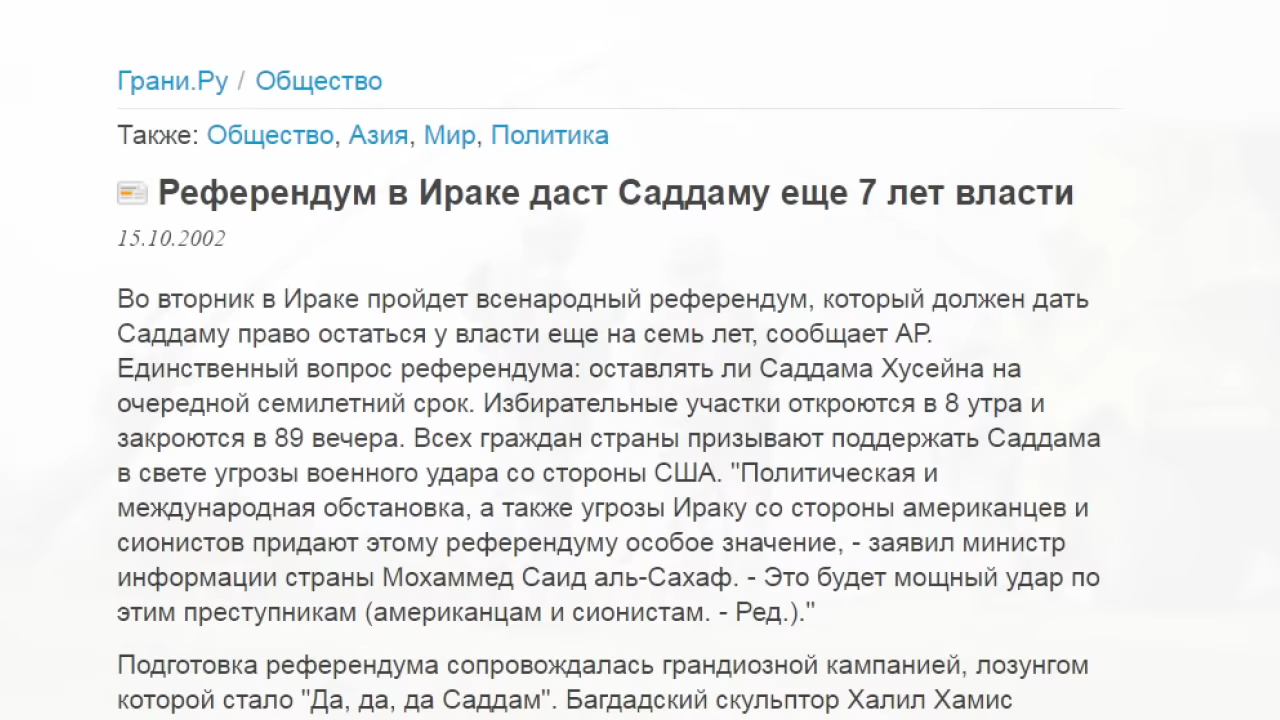 Грани.Ру / Общество
Также: Общество, Азия, Мир, Политика
Референдум в Ираке даст Саддаму еще 7 лет власти
15.10.2002
Во вторник в Ираке пройдет всенародный референдум, который должен дать
Саддаму право остаться у власти еще на семь лет, сообщает АР.
Единственный вопрос референдума: оставлять ли Саддама Хусейна на
очередной семилетний срок. Избирательные участки откроются в 8 утра и
закроются в 89 вечера. Всех граждан страны призывают поддержать Саддама
в свете угрозы военного удара со стороны США. "Политическая и
международная обстановка, а также угрозы Ираку со стороны американцев и
сионистов придают этому референдуму особое значение, - заявил министр
информации страны Мохаммед Саид аль-Сахаф. - Это будет мощный удар по
этим преступникам (американцам и сионистам. - Ред.)."
Подготовка референдума сопровождалась грандиозной кампанией, лозунгом
которой стало "Да, да, да Саддам". Багдадский скульптор Халил Хамис